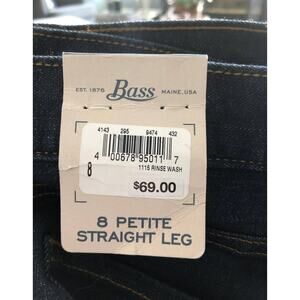 EST. 1876 Bass MAINE, USA
4143 295 9474 432
4 00678 95011 7
8 1115 RINSE WASH
$69.00
8 PETITE
STRAIGHT LEG